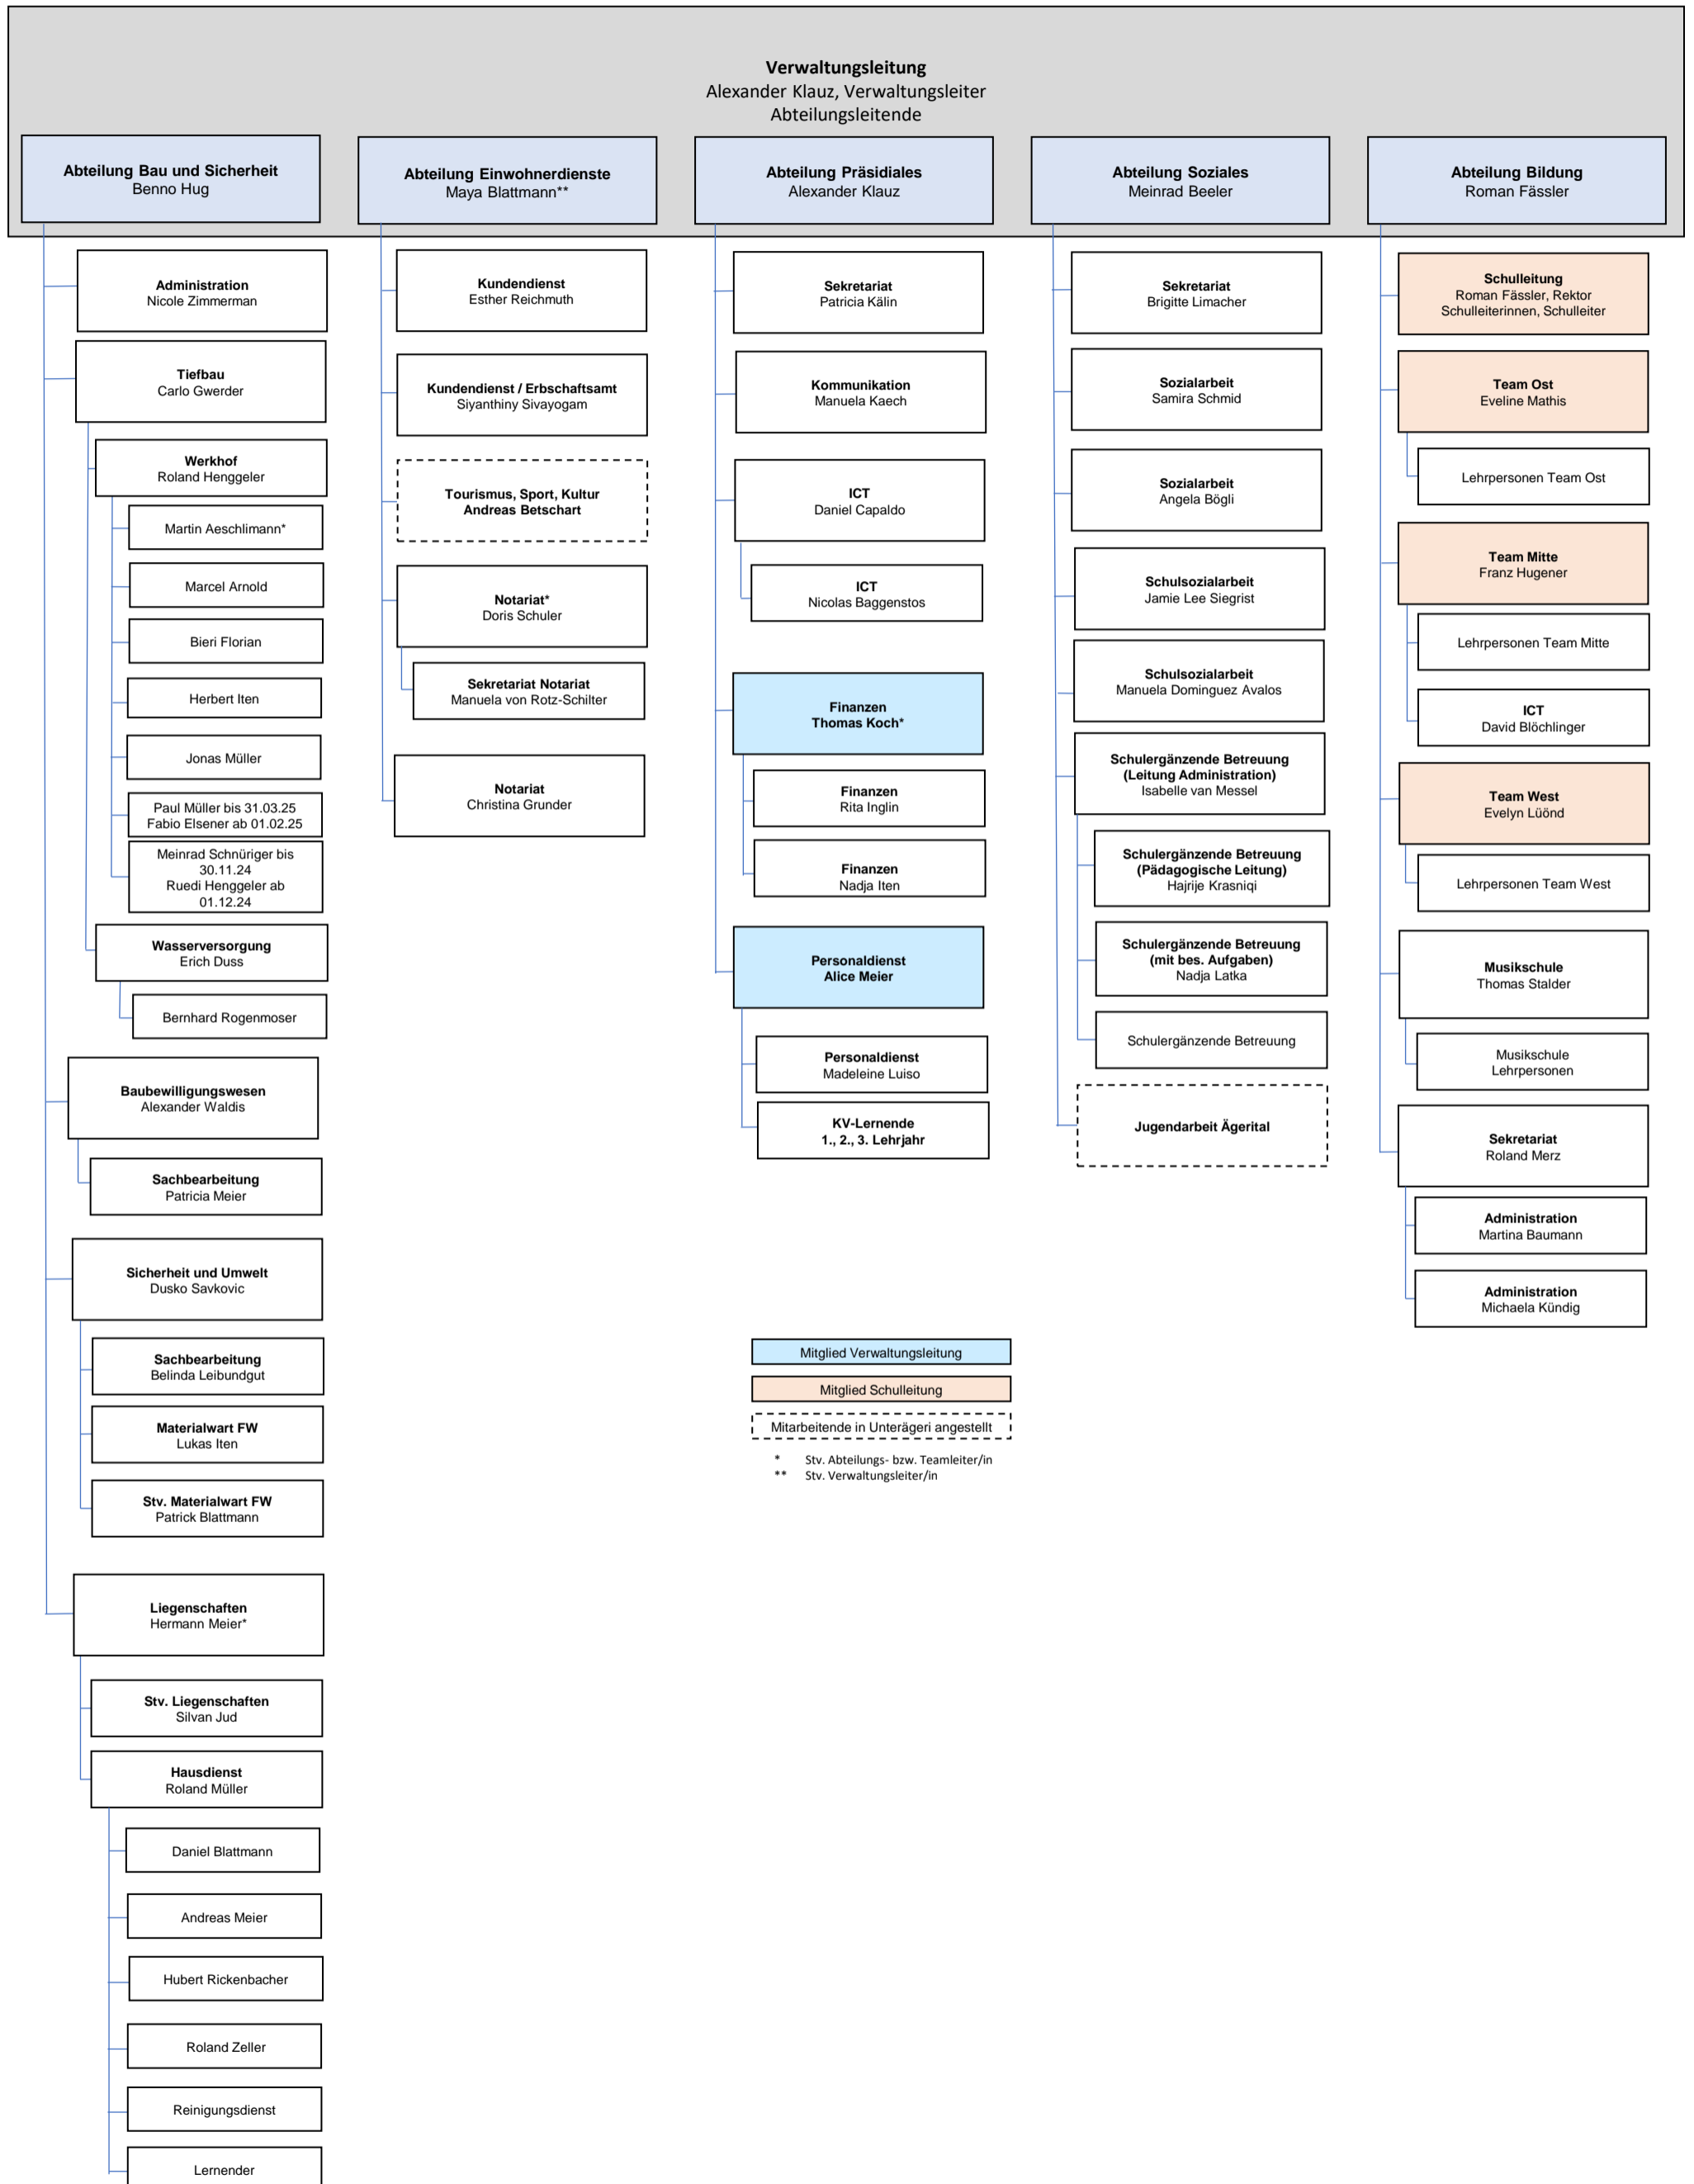 Verwaltungsleitung
Alexander Klauz, Verwaltungsleiter
Abteilungsleitende
Abteilung Bau und Sicherheit
Benno Hug
Abteilung Einwohnerdienste
Maya Blattmann**
Abteilung Präsidiales
Alexander Klauz
Abteilung Soziales
Meinrad Beeler
Abteilung Bildung
Roman Fässler
Administration
Nicole Zimmerman
Tiefbau
Carlo Gwerder
Werkhof
Roland Henggeler
Martin Aeschlimann*
Marcel Arnold
Bieri Florian
Herbert Iten
Jonas Müller
Paul Müller bis 31.03.25
Fabio Elsener ab 01.02.25
Meinrad Schnüriger bis
30.11.24
Ruedi Henggeler ab
01.12.24
Wasserversorgung
Erich Duss
Bernhard Rogenmoser
Baubewilligungswesen
Alexander Waldis
Sachbearbeitung
Patricia Meier
Sicherheit und Umwelt
Dusko Savkovic
Sachbearbeitung
Belinda Leibundgut
Materialwart FW
Lukas Iten
Stv. Materialwart FW
Patrick Blattmann
Liegenschaften
Hermann Meier*
Stv. Liegenschaften
Silvan Jud
Hausdienst
Roland Müller
Daniel Blattmann
Andreas Meier
Hubert Rickenbacher
Roland Zeller
Reinigungsdienst
Lernender
Kundendienst
Esther Reichmuth
Kundendienst / Erbschaftsamt
Siyanthiny Sivayogam
Tourismus, Sport, Kultur
Andreas Betschart
Notariat*
Doris Schuler
Sekretariat Notariat
Manuela von Rotz-Schilter
Notariat
Christina Grunder
Sekretariat
Patricia Kälin
Kommunikation
Manuela Kaech
ICT
Daniel Capaldo
ICT
Nicolas Baggenstos
Finanzen
Thomas Koch*
Finanzen
Rita Inglin
Finanzen
Nadja Iten
Personaldienst
Alice Meier
Personaldienst
Madeleine Luiso
KV-Lernende
1., 2., 3. Lehrjahr
Sekretariat
Brigitte Limacher
Sozialarbeit
Samira Schmid
Sozialarbeit
Angela Bögli
Schulsozialarbeit
Jamie Lee Siegrist
Schulsozialarbeit
Manuela Dominguez Avalos
Schulergänzende Betreuung
(Leitung Administration)
Isabelle van Messel
Schulergänzende Betreuung
(Pädagogische Leitung)
Hajrije Krasniqi
Schulergänzende Betreuung
(mit bes. Aufgaben)
Nadja Latka
Schulergänzende Betreuung
Jugendarbeit Ägerital
Schulleitung
Roman Fässler, Rektor
Schulleiterinnen, Schulleiter
Team Ost
Eveline Mathis
Lehrpersonen Team Ost
Team Mitte
Franz Hugener
Lehrpersonen Team Mitte
ICT
David Blöchlinger
Team West
Evelyn Lüönd
Lehrpersonen Team West
Musikschule
Thomas Stalder
Musikschule
Lehrpersonen
Sekretariat
Roland Merz
Administration
Martina Baumann
Administration
Michaela Kündig
Mitglied Verwaltungsleitung
Mitglied Schulleitung
Mitarbeitende in Unterägeri angestellt
* Stv. Abteilungs- bzw. Teamleiter/in
** Stv. Verwaltungsleiter/in